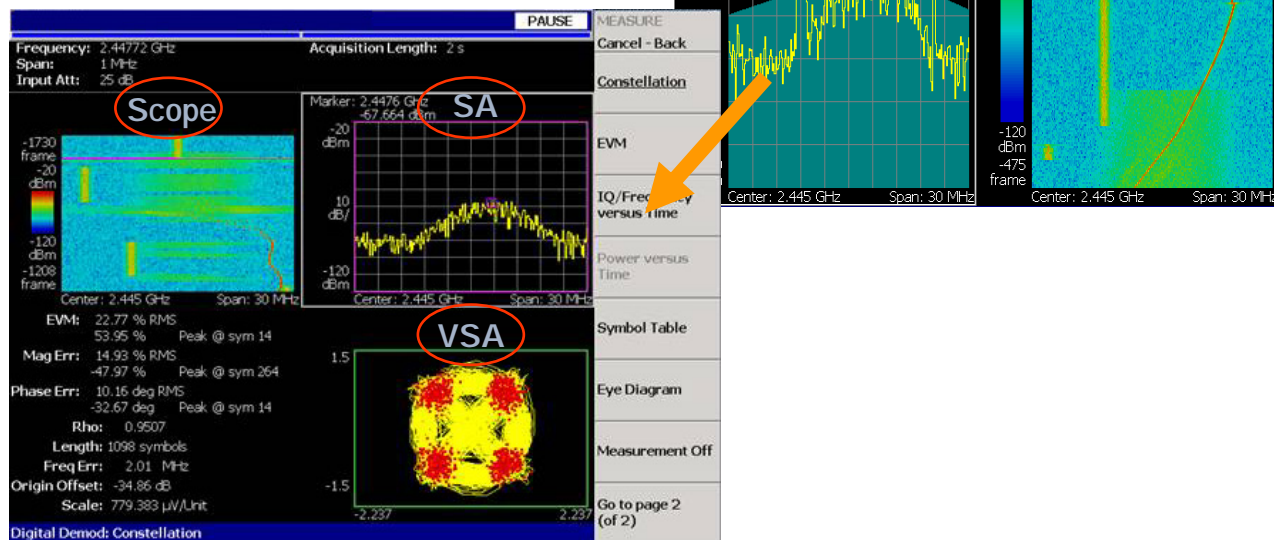 PAUSE
Frequency: 2.44772 GHz
Acquisition Length: 2 s
Span: 1 MHz
Input Att: 25 dB
Scope
-1730
frame
-20
dBm
-120
dBm
-1208
frame
Center: 2.445 GHz Span: 30 MHz
Marker: 2.4476 GHz
-67.664 dBm
SA
-20
dBm
10
dB/
-120
dBm
Center: 2.445 GHz Span: 30 MHz
EVM: 22.77 % RMS
53.95 % Peak @ sym 14
Mag Err: 14.93 % RMS
-47.97 % Peak @ sym 264
Phase Err: 10.16 deg RMS
-32.67 deg Peak @ sym 14
Rho: 0.9507
Length: 1098 symbols
Freq Err: 2.01 MHz
Origin Offset: -34.86 dB
Scale: 779.383 µV/Unit
VSA
1.5
-1.5
-2.237 2.237
Digital Demod: Constellation
MEASURE
Cancel - Back
Constellation
EVM
IQ/Frequency
versus Time
Power versus
Time
Symbol Table
Eye Diagram
Measurement Off
Go to page 2
(of 2)
Center: 2.445 GHz Span: 30 MHz
-120
dBm
-475
frame
Center: 2.445 GHz Span: 30 MHz